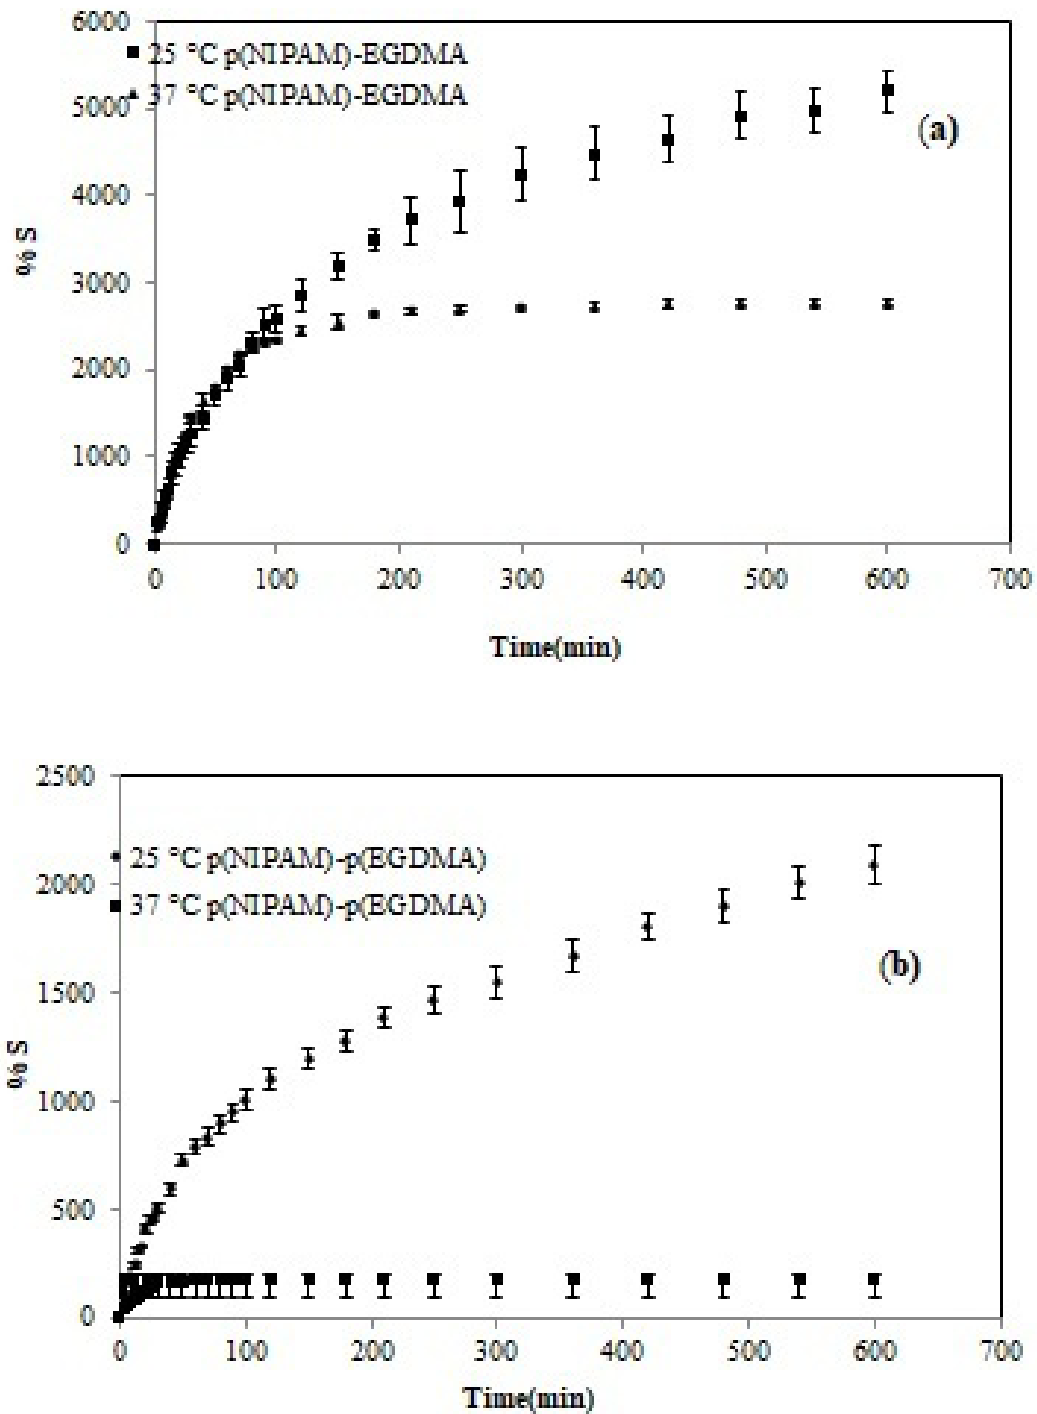 6000
25 °C p(NIPAM)-EGDMA
37 °C p(NIPAM)-EGDMA
5000
(a)
4000
% S
3000
2000
1000
0
0 100 200 300 400 500 600 700
Time(min)
2500
25 °C p(NIPAM)-p(EGDMA)
2000
37 °C p(NIPAM)-p(EGDMA)
(b)
1500
% S
1000
500
0
0 100 200 300 400 500 600 700
Time(min)